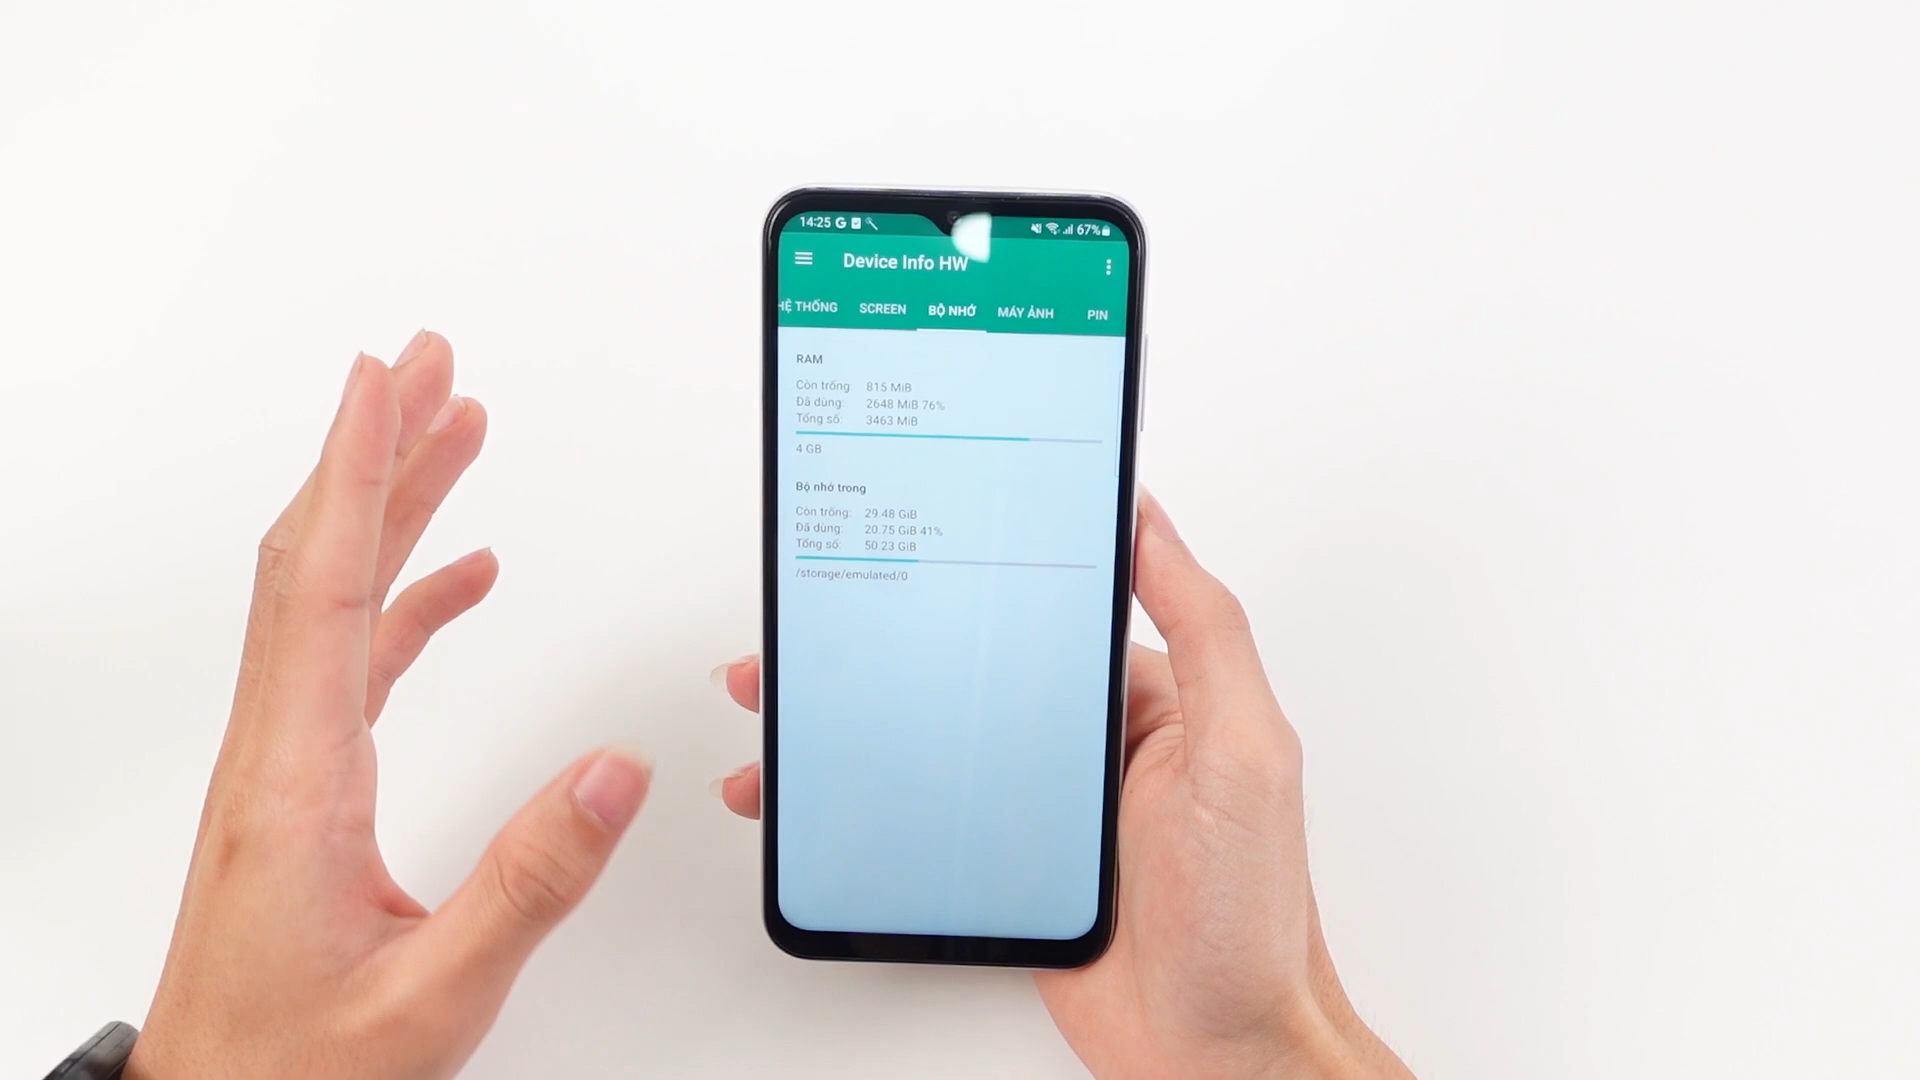 14:25 G 67%
Device Info HW
HỆ THỐNG SCREEN BỘ NHỚ MÁY ẢNH PIN
RAM
Còn trống: 815 MiB
Đã dùng: 2648 MiB 76%
Tổng số: 3463 MiB
4 GB
Bộ nhớ trong
Còn trống: 29.48 GiB
Đã dùng: 20.75 GiB 41%
Tổng số: 50.23 GiB
/storage/emulated/0